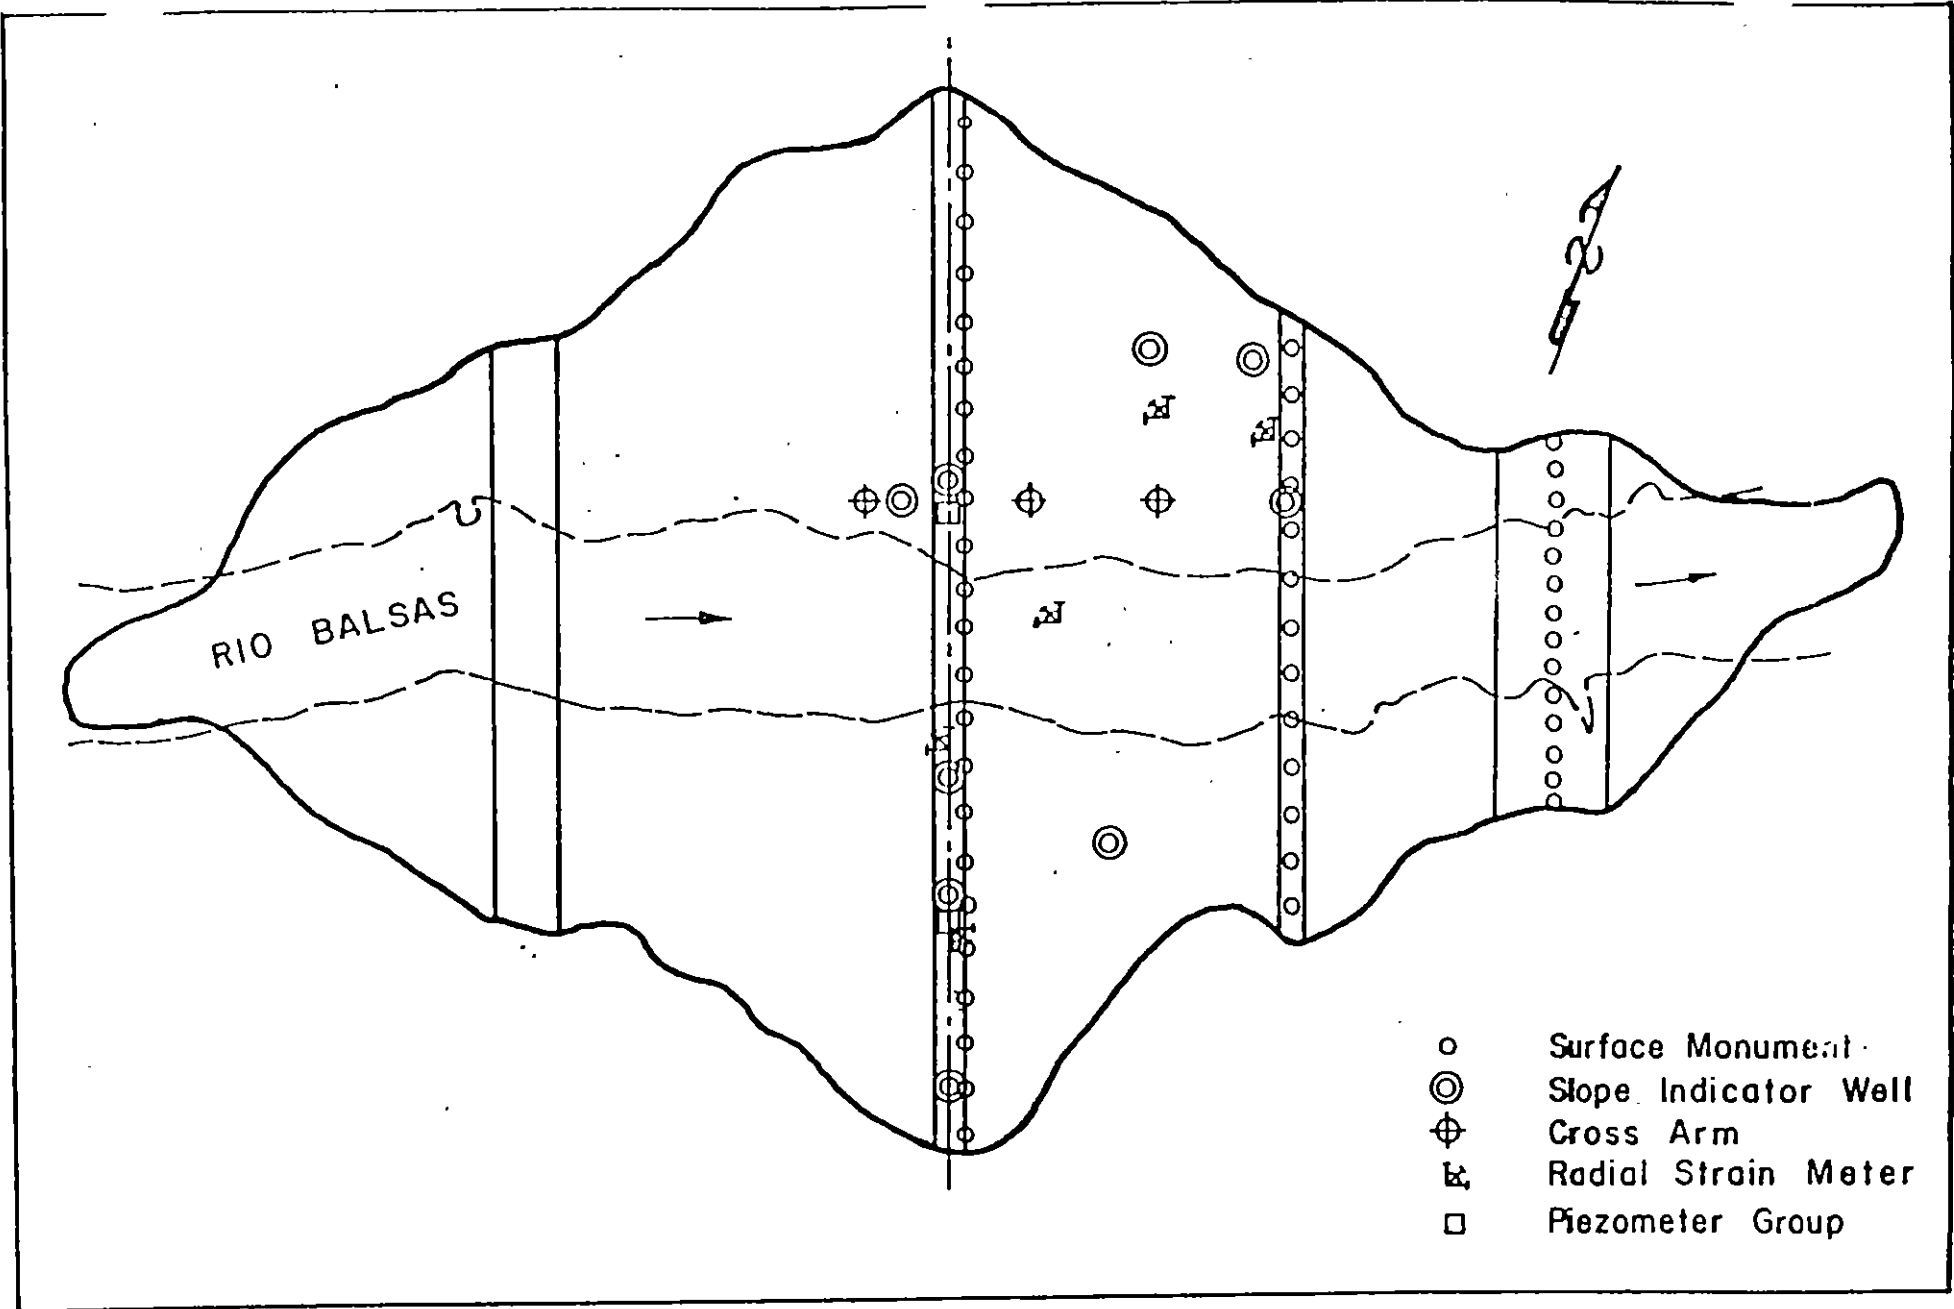 RIO BALSAS
Surface Monument
Slope Indicator Well
Cross Arm
Radial Strain Meter
Piezometer Group